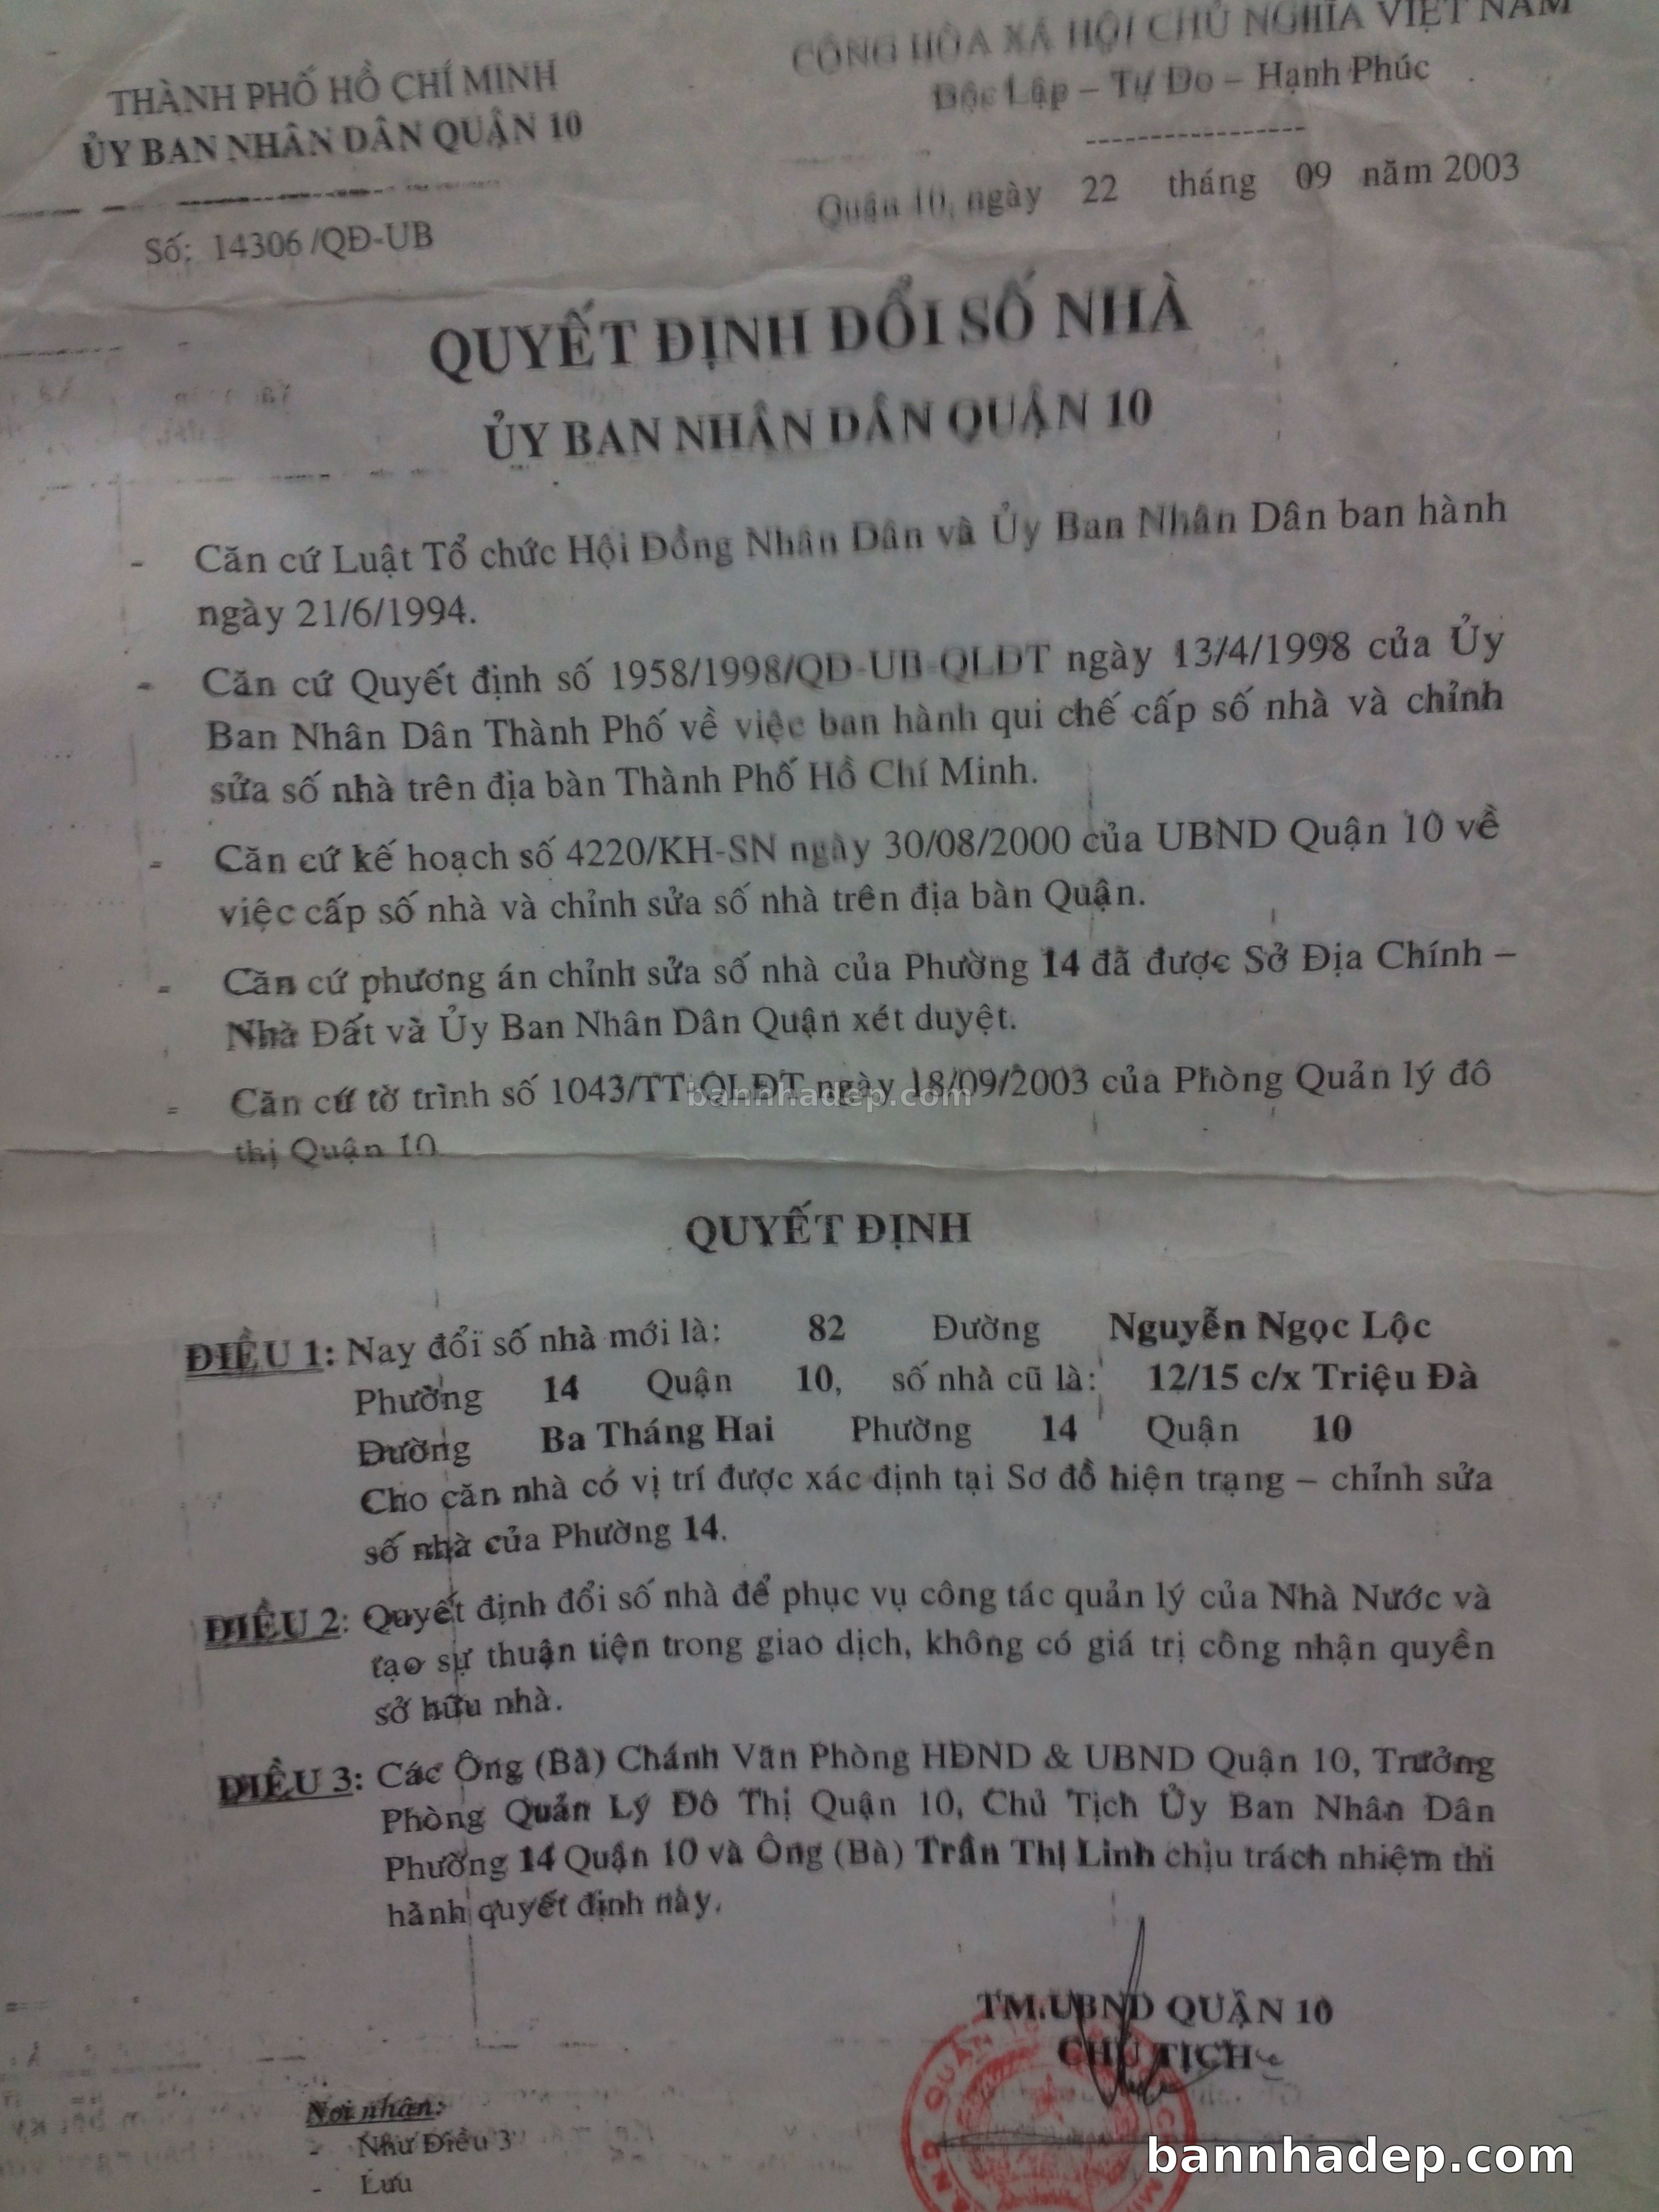 THÀNH PHỐ HỒ CHÍ MINH
ỦY BAN NHÂN DÂN QUẬN 10
Số: 14306/QĐ-UB
CỘNG HÒA XÃ HỘI CHỦ NGHĨA VIỆT NAM
Độc Lập – Tự Do – Hạnh Phúc
-----------------
Quận 10, ngày 22 tháng 09 năm 2003
QUYẾT ĐỊNH ĐỔI SỐ NHÀ
ỦY BAN NHÂN DÂN QUẬN 10
- Căn cứ Luật Tổ chức Hội Đồng Nhân Dân và Ủy Ban Nhân Dân ban hành
ngày 21/6/1994.
- Căn cứ Quyết định số 1958/1998/QĐ-UB-QLĐT ngày 13/4/1998 của Ủy
Ban Nhân Dân Thành Phố về việc ban hành qui chế cấp số nhà và chỉnh
sửa số nhà trên địa bàn Thành Phố Hồ Chí Minh.
- Căn cứ kế hoạch số 4220/KH-SN ngày 30/08/2000 của UBND Quận 10 về
việc cấp số nhà và chỉnh sửa số nhà trên địa bàn Quận.
- Căn cứ phương án chỉnh sửa số nhà của Phường 14 đã được Sở Địa Chính –
Nhà Đất và Ủy Ban Nhân Dân Quận xét duyệt.
- Căn cứ tờ trình số 1043/TT-QLĐT ngày 18/09/2003 của Phòng Quản lý đô
thị Quận 10
bannhadep.com
QUYẾT ĐỊNH
ĐIỀU 1: Nay đổi số nhà mới là: 82 Đường Nguyễn Ngọc Lộc
Phường 14 Quận 10, số nhà cũ là: 12/15 c/x Triệu Đà
Đường Ba Tháng Hai Phường 14 Quận 10
Cho căn nhà có vị trí được xác định tại Sơ đồ hiện trạng – chỉnh sửa
số nhà của Phường 14.
ĐIỀU 2: Quyết định đổi số nhà để phục vụ công tác quản lý của Nhà Nước và
tạo sự thuận tiện trong giao dịch, không có giá trị công nhận quyền
sở hữu nhà.
ĐIỀU 3: Các Ông (Bà) Chánh Văn Phòng HĐND & UBND Quận 10, Trưởng
Phòng Quản Lý Đô Thị Quận 10, Chủ Tịch Ủy Ban Nhân Dân
Phường 14 Quận 10 và Ông (Bà) Trần Thị Linh chịu trách nhiệm thi
hành quyết định này.
TM.UBND QUẬN 10
CHỦ TỊCH
Nơi nhận:
- Như Điều 3
- Lưu
bannhadep.com